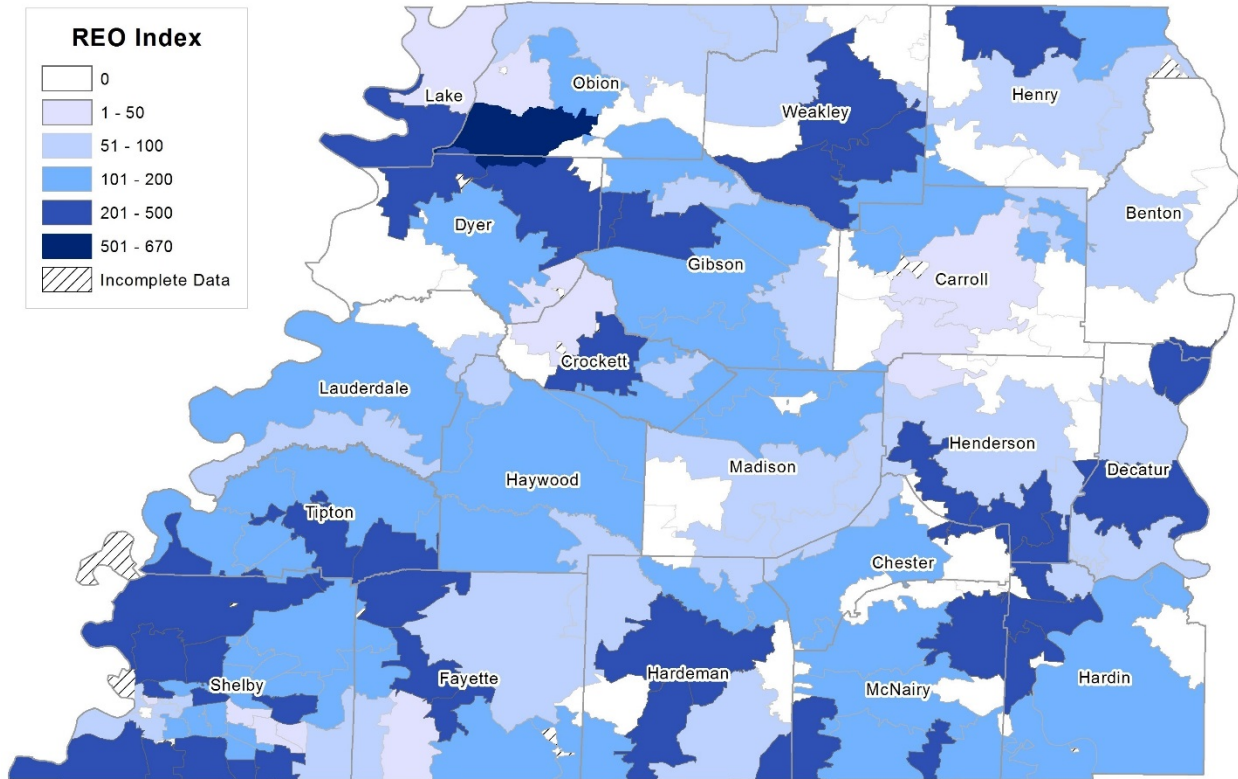 REO Index
0
1 - 50
51 - 100
101 - 200
201 - 500
501 - 670
Incomplete Data
Lake
Obion
Weakley
Henry
Dyer
Gibson
Carroll
Benton
Crockett
Lauderdale
Haywood
Madison
Henderson
Decatur
Tipton
Chester
Shelby
Fayette
Hardeman
McNairy
Hardin